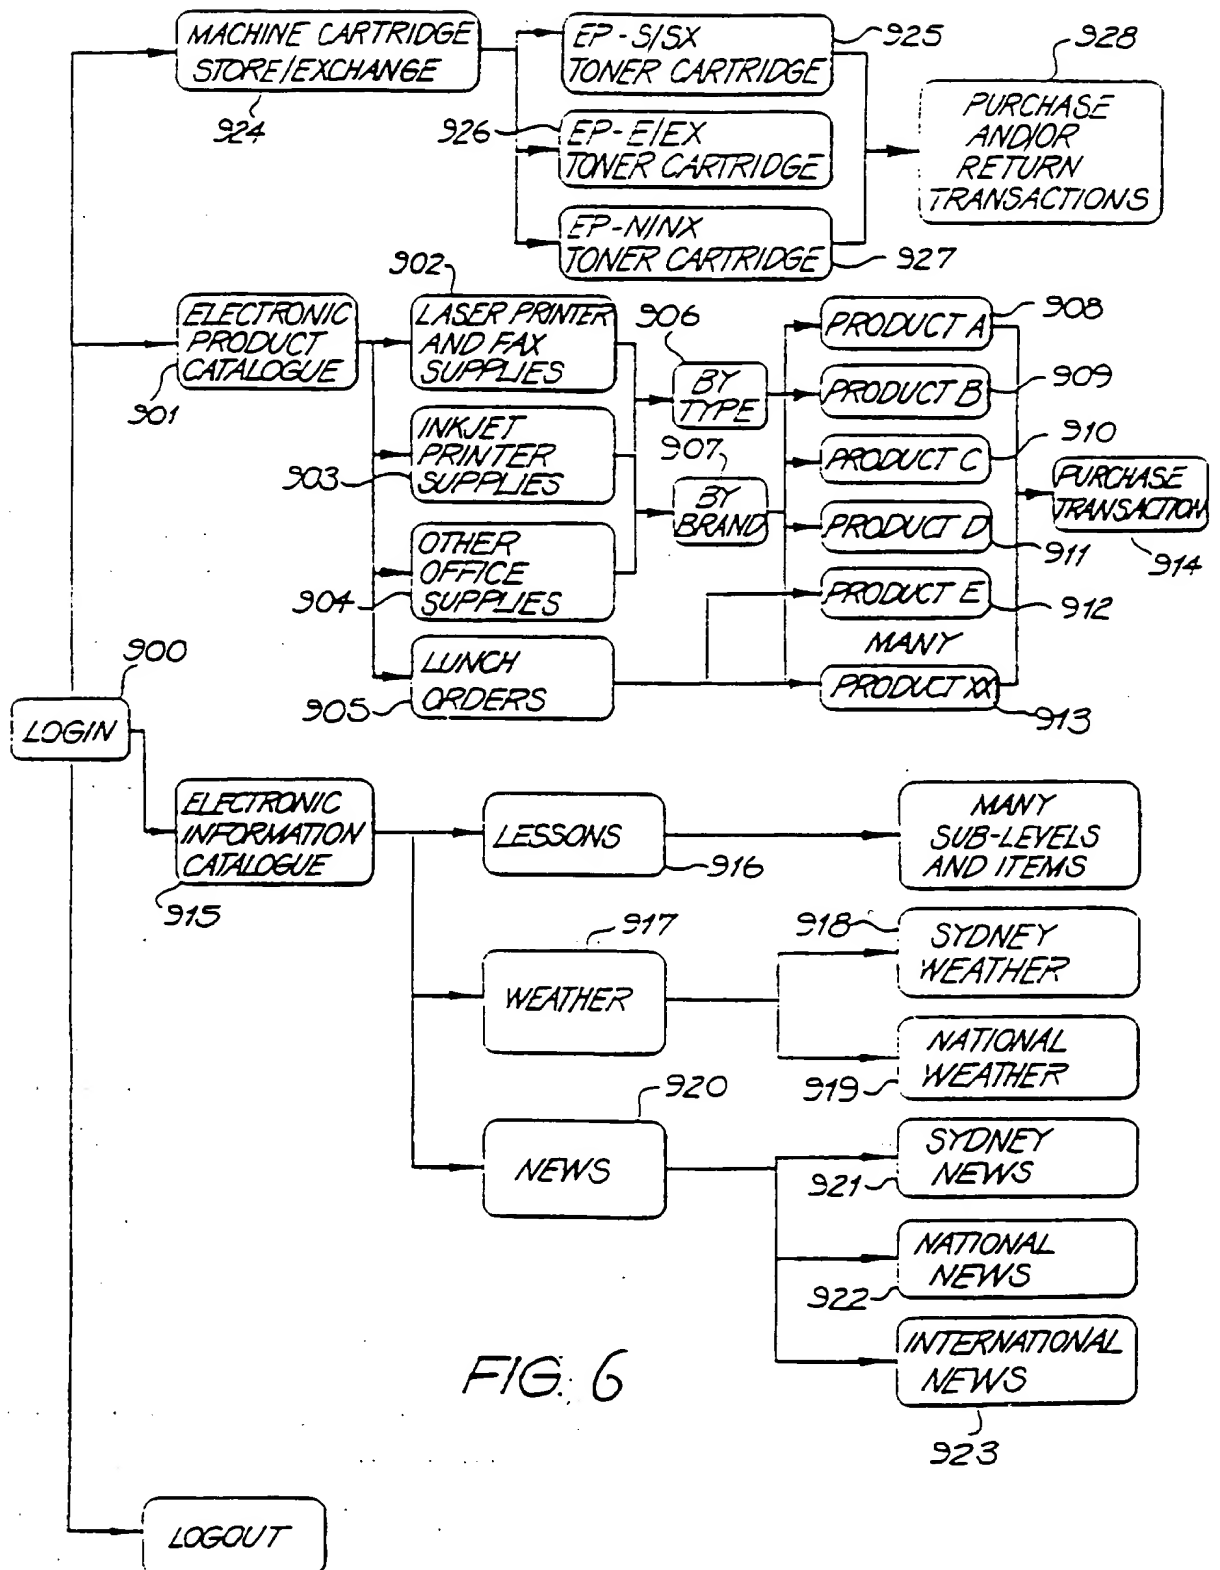 MACHINE CARTRIDGE
STORE/EXCHANGE
924
EP-S/SX
TONER CARTRIDGE
925
926
EP-E/EX
TONER CARTRIDGE
EP-N/NX
TONER CARTRIDGE
927
928
PURCHASE
AND/OR
RETURN
TRANSACTIONS
ELECTRONIC
PRODUCT
CATALOGUE
901
902
LASER PRINTER
AND FAX
SUPPLIES
INKJET
PRINTER
SUPPLIES
903
OTHER
OFFICE
SUPPLIES
904
LUNCH
ORDERS
905
906
BY
TYPE
907
BY
BRAND
PRODUCT A
908
PRODUCT B
909
PRODUCT C
910
PRODUCT D
911
PRODUCT E
912
MANY
PRODUCT XX
913
PURCHASE
TRANSACTION
914
900
LOGIN
ELECTRONIC
INFORMATION
CATALOGUE
915
LESSONS
916
MANY
SUB-LEVELS
AND ITEMS
917
WEATHER
918
SYDNEY
WEATHER
NATIONAL
WEATHER
919
920
NEWS
SYDNEY
NEWS
921
NATIONAL
NEWS
922
INTERNATIONAL
NEWS
923
FIG. 6
LOGOUT